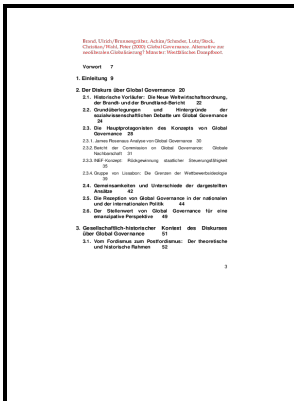 Brand, Ulrich/Brunnengräber, Achim/Schrader, Lutz/Stock,
Christian/Wahl, Peter (2000): Global Governance. Alternative zur
neoliberalen Globalisierung? Münster: Westfälisches Dampfboot.
Vorwort 7
1. Einleitung 9
2. Der Diskurs über Global Governance 20
2.1. Historische Vorläufer: Die Neue Weltwirtschaftsordnung,
der Brandt- und der Brundtland-Bericht 22
2.2. Grundüberlegungen und Hintergründe der
sozialwissenschaftlichen Debatte um Global Governance
24
2.3. Die Hauptprotagonisten des Konzepts von Global
Governance 28
2.3.1. James Rosenaus Analyse von Global Governance 30
2.3.2. Bericht der Commission on Global Governance: Globale
Nachbarschaft 31
2.3.3. INEF-Konzept: Rückgewinnung staatlicher Steuerungsfähigkeit
35
2.3.4. Gruppe von Lissabon: Die Grenzen der Wettbewerbsideologie
39
2.4. Gemeinsamkeiten und Unterschiede der dargestellten
Ansätze 42
2.5. Die Rezeption von Global Governance in der nationalen
und der internationalen Politik 44
2.6. Der Stellenwert von Global Governance für eine
emanzipative Perspektive 49
3. Gesellschaftlich-historischer Kontext des Diskurses
über Global Governance 51
3.1. Vom Fordismus zum Postfordismus: Der theoretische
und historische Rahmen 52
3